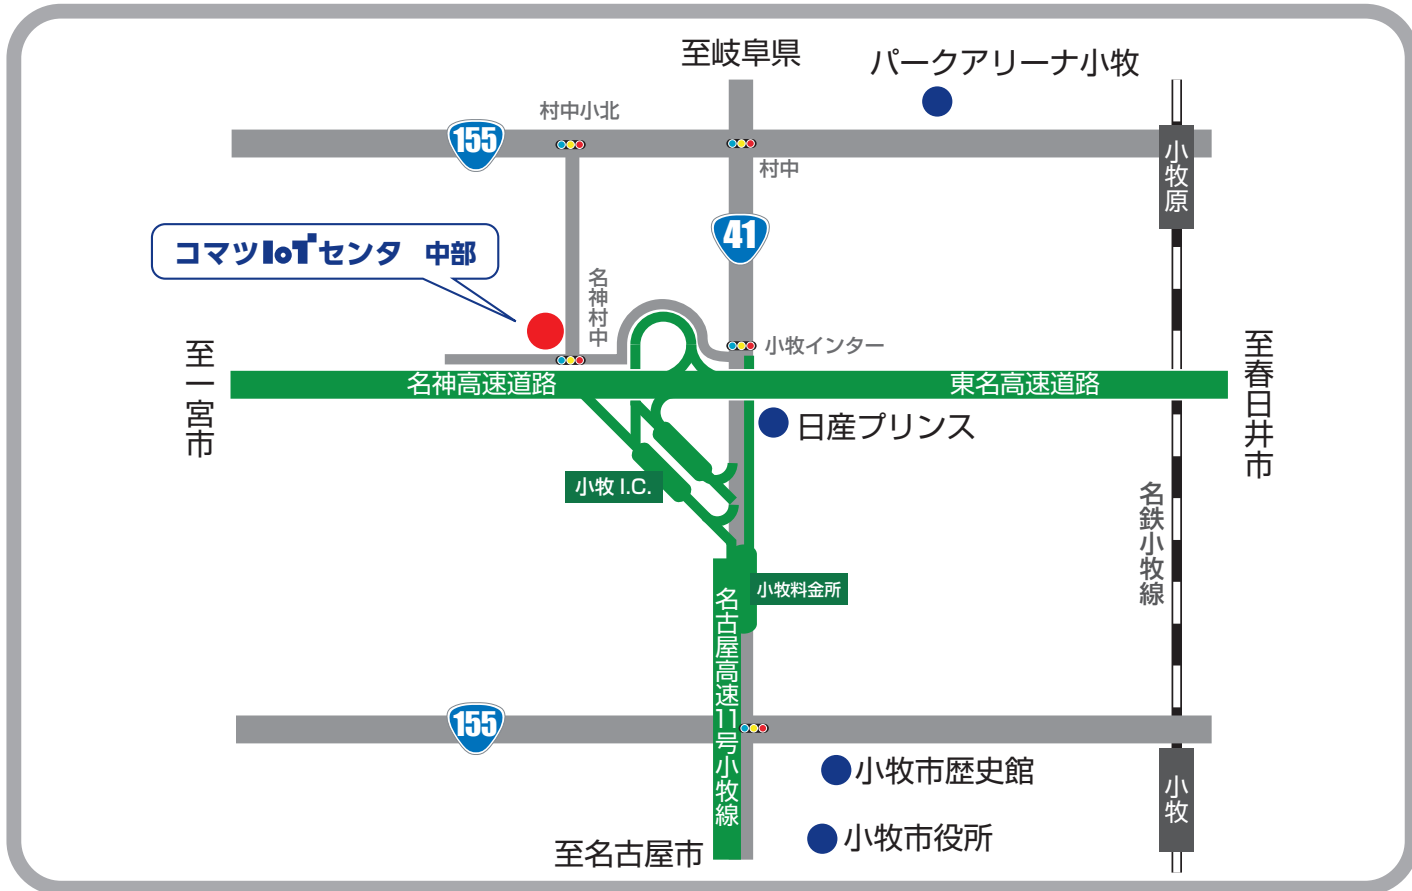 至岐阜県
パークアリーナ小牧
村中小北
155
村中
小牧原
41
コマツIoTセンタ 中部
名神村中
小牧インター
至一宮市
名神高速道路
東名高速道路
至春日井市
日産プリンス
小牧 I.C.
名鉄小牧線
小牧料金所
名古屋高速11号小牧線
155
小牧市歴史館
小牧
小牧市役所
至名古屋市